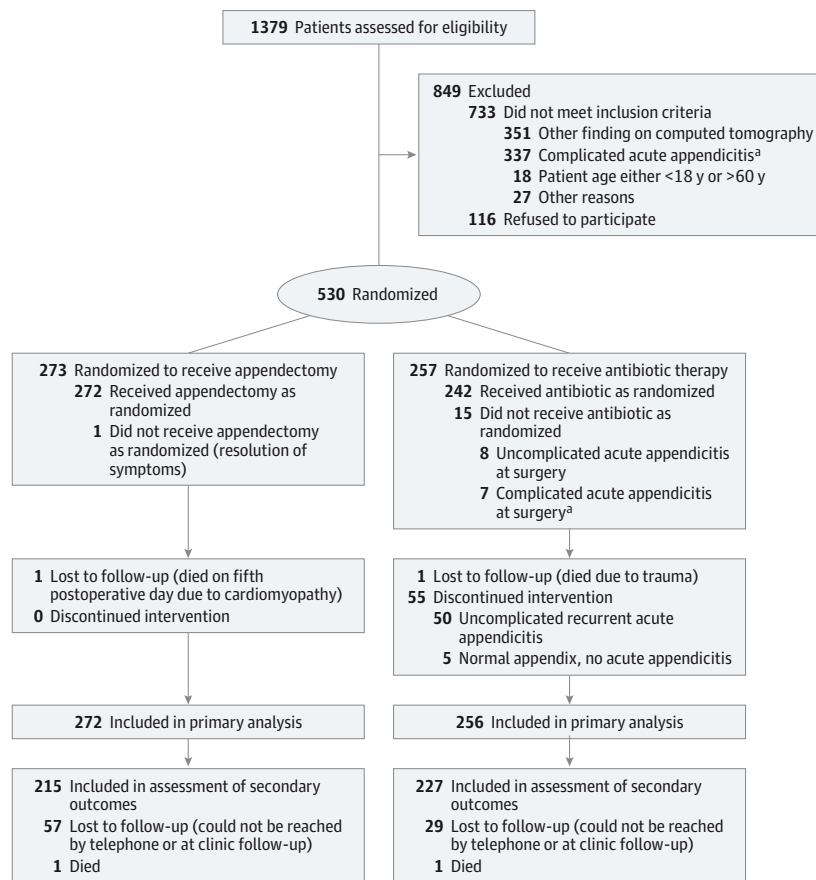 1379 Patients assessed for eligibility
849 Excluded
733 Did not meet inclusion criteria
351 Other finding on computed tomography
337 Complicated acute appendicitisa
18 Patient age either <18 y or >60 y
27 Other reasons
116 Refused to participate
530 Randomized
273 Randomized to receive appendectomy
272 Received appendectomy as
randomized
1 Did not receive appendectomy
as randomized (resolution of
symptoms)
257 Randomized to receive antibiotic therapy
242 Received antibiotic as randomized
15 Did not receive antibiotic as
randomized
8 Uncomplicated acute appendicitis
at surgery
7 Complicated acute appendicitis
at surgerya
1 Lost to follow-up (died on fifth
postoperative day due to cardiomyopathy)
0 Discontinued intervention
1 Lost to follow-up (died due to trauma)
55 Discontinued intervention
50 Uncomplicated recurrent acute
appendicitis
5 Normal appendix, no acute appendicitis
272 Included in primary analysis
256 Included in primary analysis
215 Included in assessment of secondary
outcomes
57 Lost to follow-up (could not be reached
by telephone or at clinic follow-up)
1 Died
227 Included in assessment of secondary
outcomes
29 Lost to follow-up (could not be reached
by telephone or at clinic follow-up)
1 Died